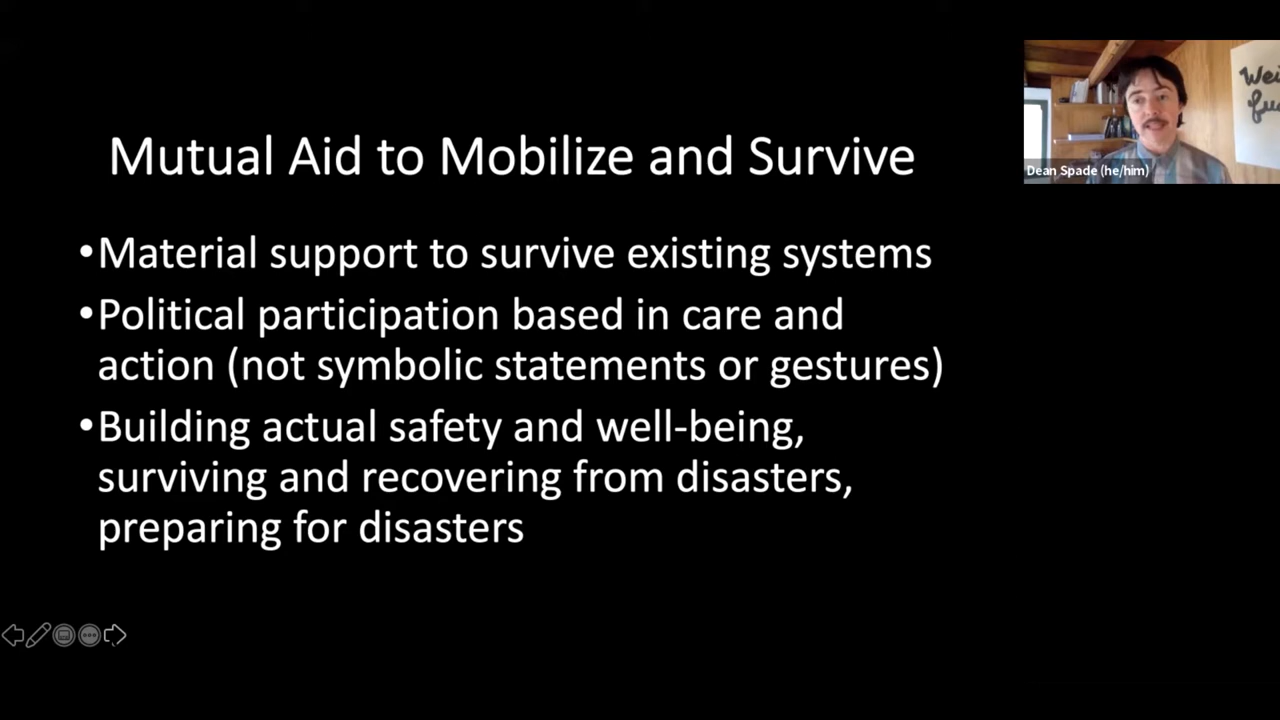 Mutual Aid to Mobilize and Survive
•Material support to survive existing systems
•Political participation based in care and
action (not symbolic statements or gestures)
•Building actual safety and well-being,
surviving and recovering from disasters,
preparing for disasters
Dean Spade (he/him)